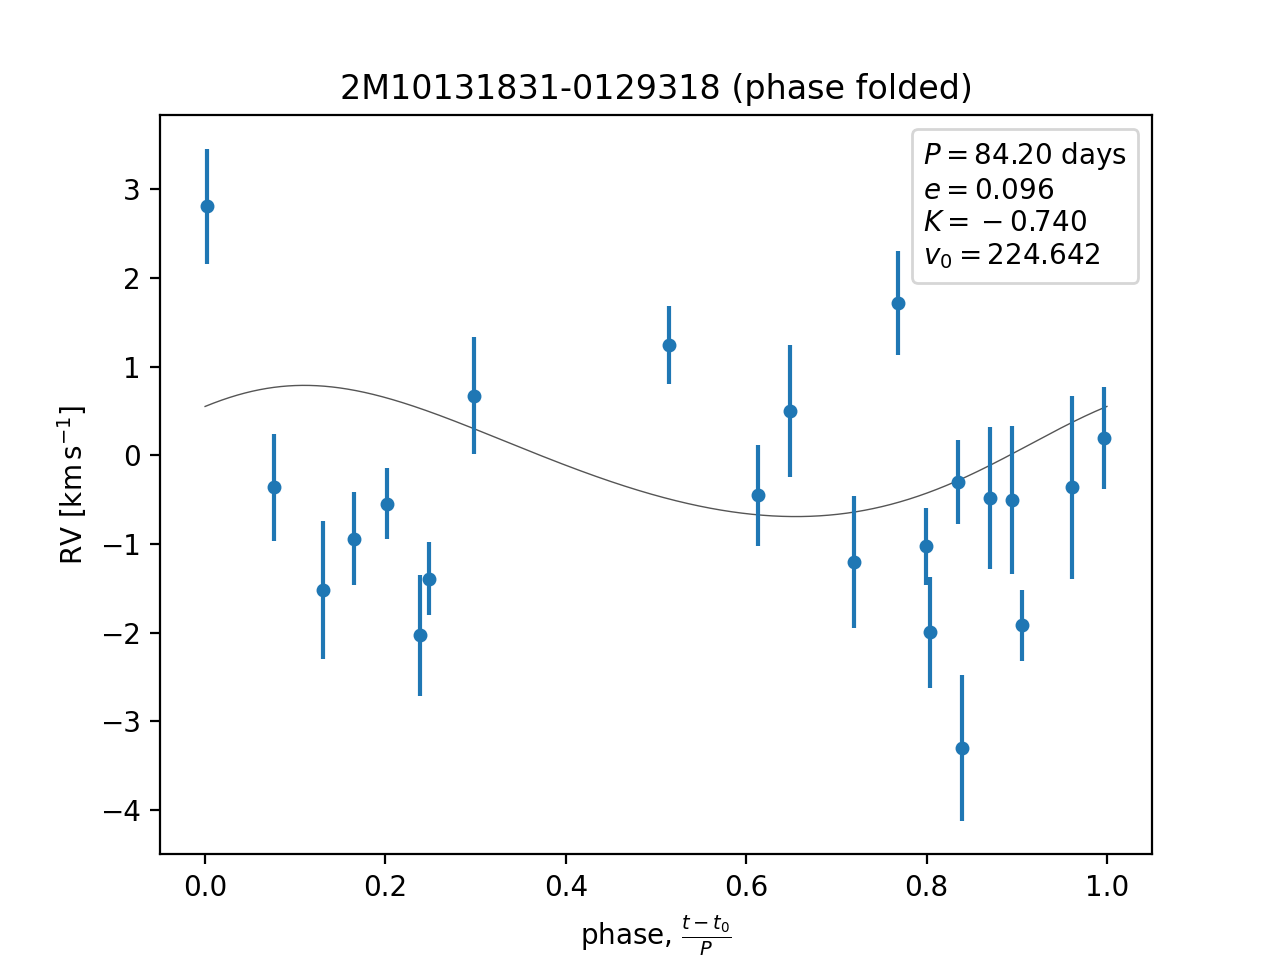 2M10131831-0129318 (phase folded)
P = 84.20 days
e = 0.096
K = −0.740
v₀ = 224.642
3
2
1
0
−1
−2
−3
−4
RV [km s⁻¹]
0.0 0.2 0.4 0.6 0.8 1.0
phase, (t − t₀)/P